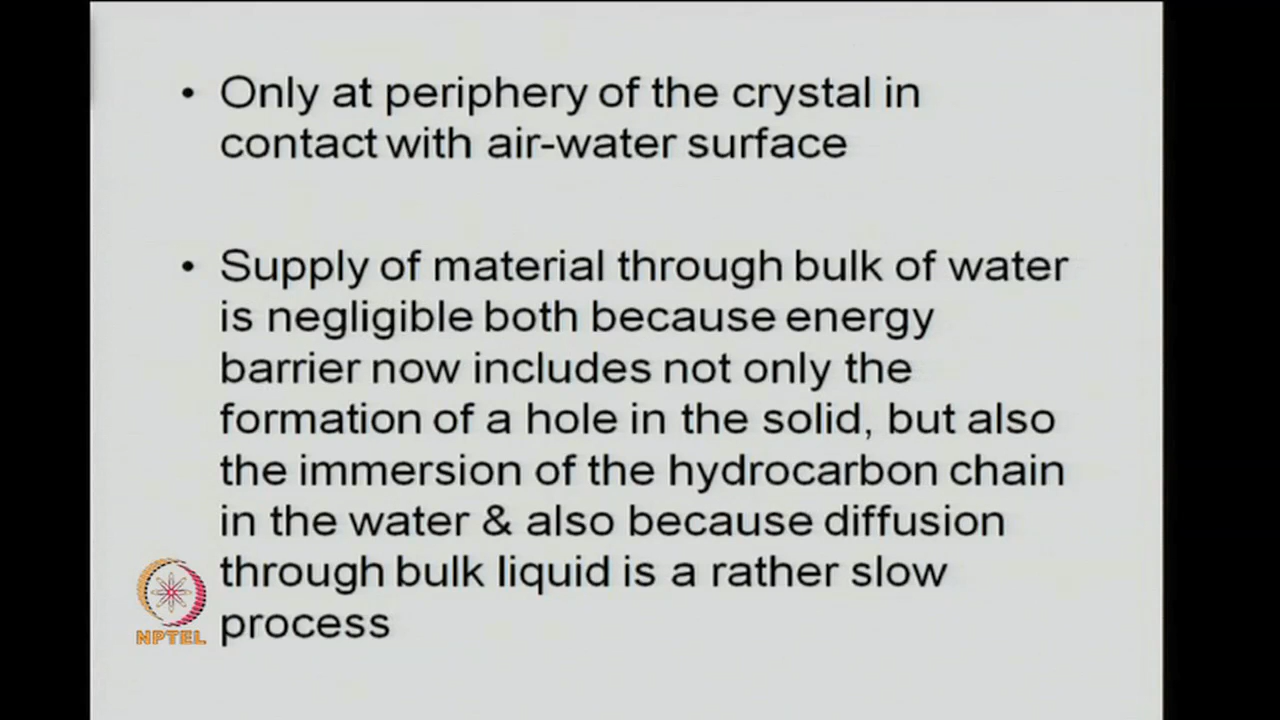 • Only at periphery of the crystal in
contact with air-water surface
• Supply of material through bulk of water
is negligible both because energy
barrier now includes not only the
formation of a hole in the solid, but also
the immersion of the hydrocarbon chain
in the water & also because diffusion
through bulk liquid is a rather slow
process
NPTEL